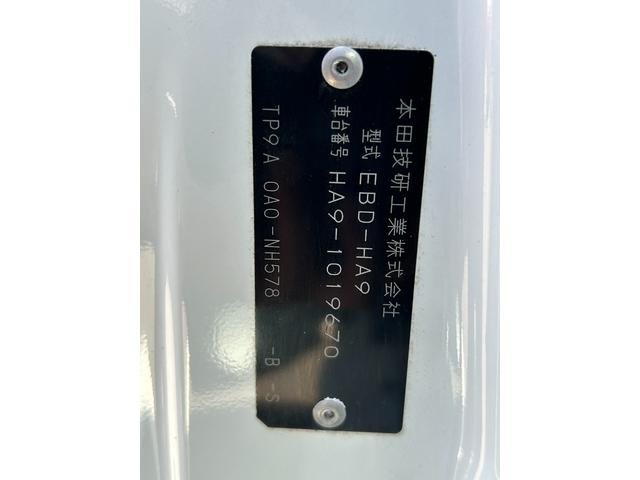 本田技研工業株式会社
型式 EBD-HA9
車台番号 HA9-1019670
TP9A 0A0-NH578 -B -S